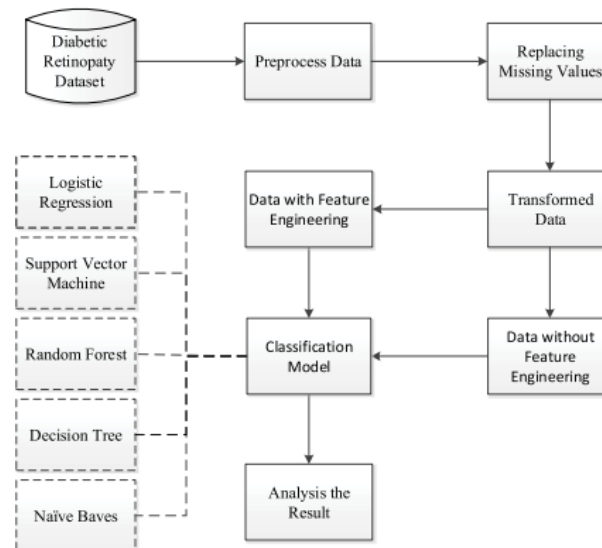 Diabetic
Retinopaty
Dataset
Preprocess Data
Replacing
Missing Values
Logistic
Regression
Data with Feature
Engineering
Transformed
Data
Support Vector
Machine
Random Forest
Classification
Model
Data without
Feature
Engineering
Decision Tree
Naïve Baves
Analysis the
Result